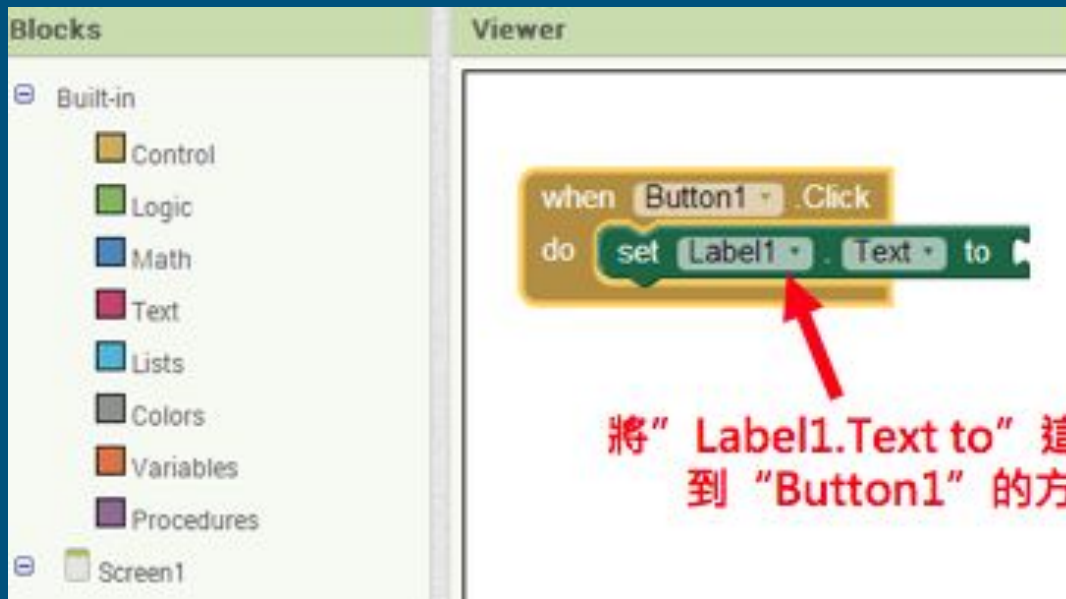 Blocks
Viewer
Built-in
Control
Logic
Math
Text
Lists
Colors
Variables
Procedures
Screen1
when Button1 .Click
do set Label1 . Text to
將” Label1.Text to” 這
到 “Button1” 的方